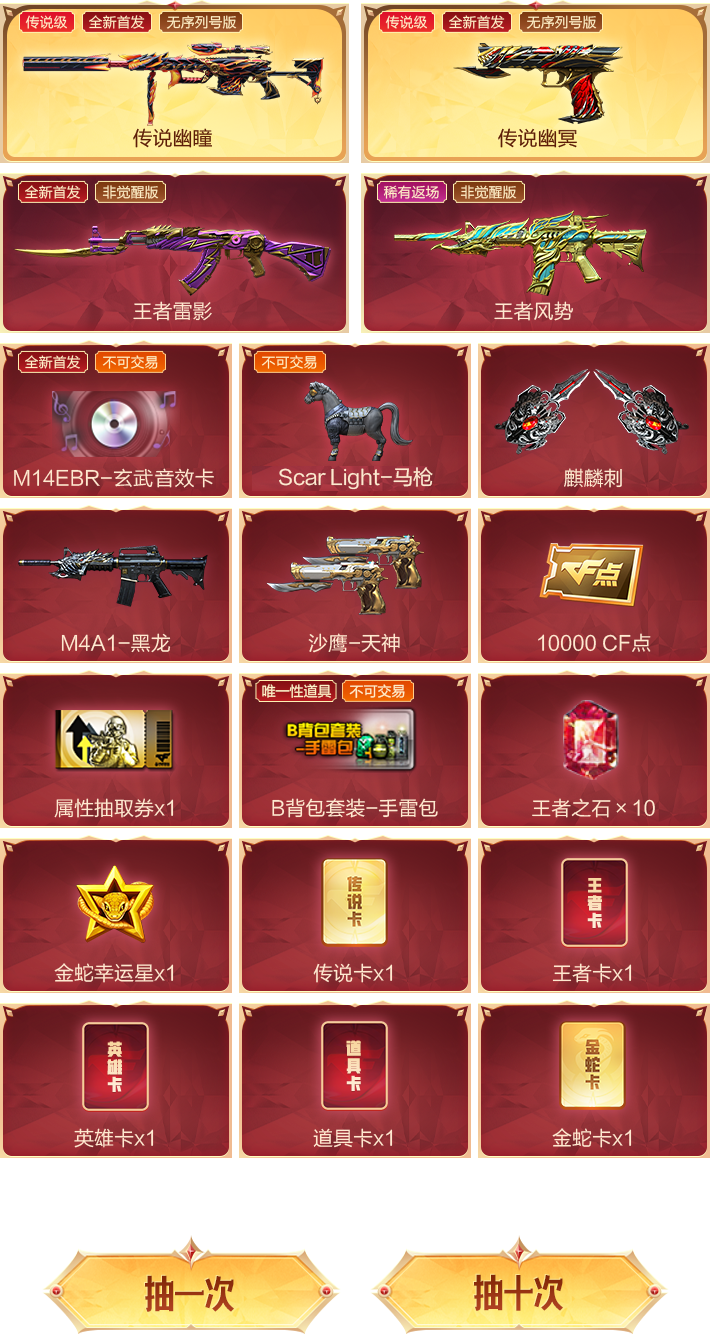 传说级 全新首发 无序列号版
传说幽瞳
传说级 全新首发 无序列号版
传说幽冥
全新首发 非觉醒版
王者雷影
稀有返场 非觉醒版
王者风势
全新首发 不可交易
M14EBR-玄武音效卡
不可交易
Scar Light-马枪
麒麟刺
M4A1-黑龙
沙鹰-天神
CF点
10000 CF点
属性抽取券x1
唯一性道具 不可交易
B背包套装
-手雷包
B背包套装-手雷包
王者之石×10
金蛇幸运星x1
传说卡
传说卡x1
王者卡
王者卡x1
英雄卡
英雄卡x1
道具卡
道具卡x1
金蛇卡
金蛇卡x1
抽一次
抽十次